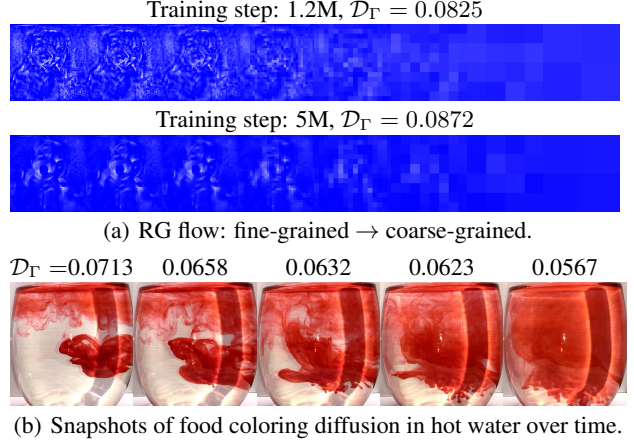 Training step: 1.2M, 𝒟_Γ = 0.0825
Training step: 5M, 𝒟_Γ = 0.0872
(a) RG flow: fine-grained → coarse-grained.
𝒟_Γ =0.0713 0.0658 0.0632 0.0623 0.0567
(b) Snapshots of food coloring diffusion in hot water over time.